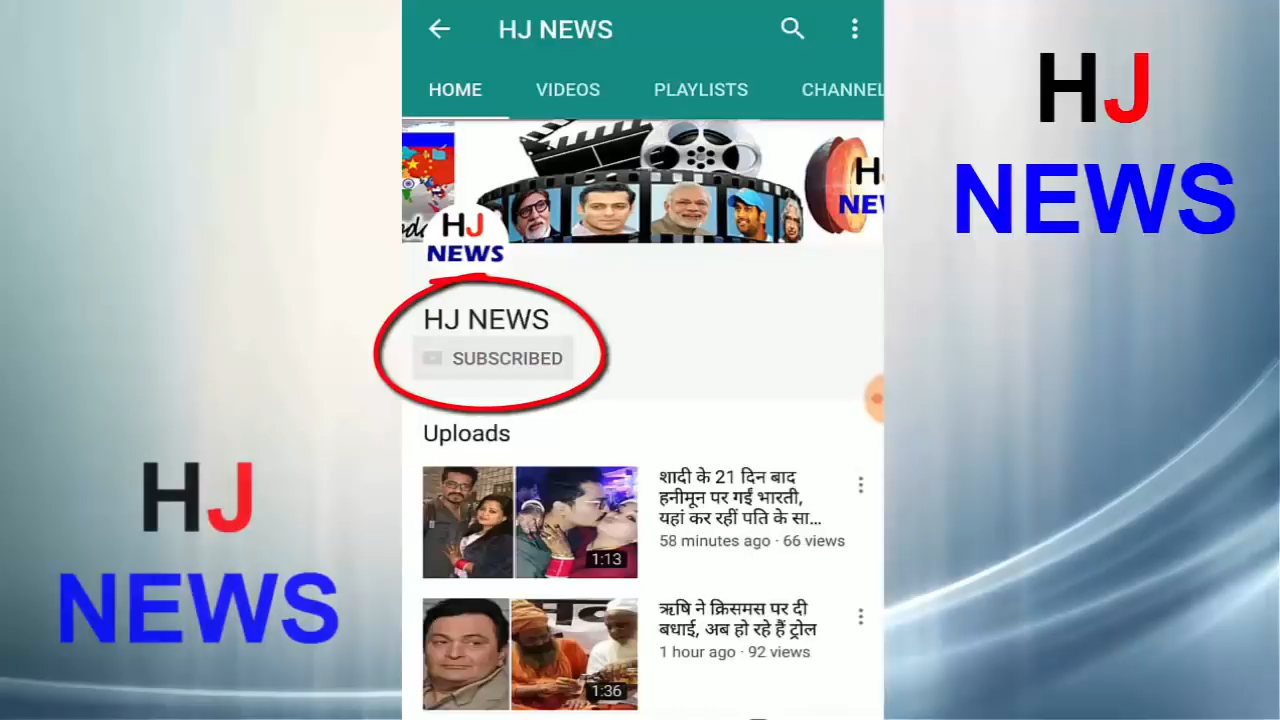 HJ NEWS
HOME VIDEOS PLAYLISTS CHANNEL
HJ
NEWS
HJ
NEWS
HJ NEWS
SUBSCRIBED
Uploads
शादी के 21 दिन बाद
हनीमून पर गईं भारती,
यहां कर रहीं पति के सा...
58 minutes ago · 66 views
1:13
ऋषि ने क्रिसमस पर दी
बधाई, अब हो रहे हैं ट्रोल
1 hour ago · 92 views
1:36
HJ
NEWS